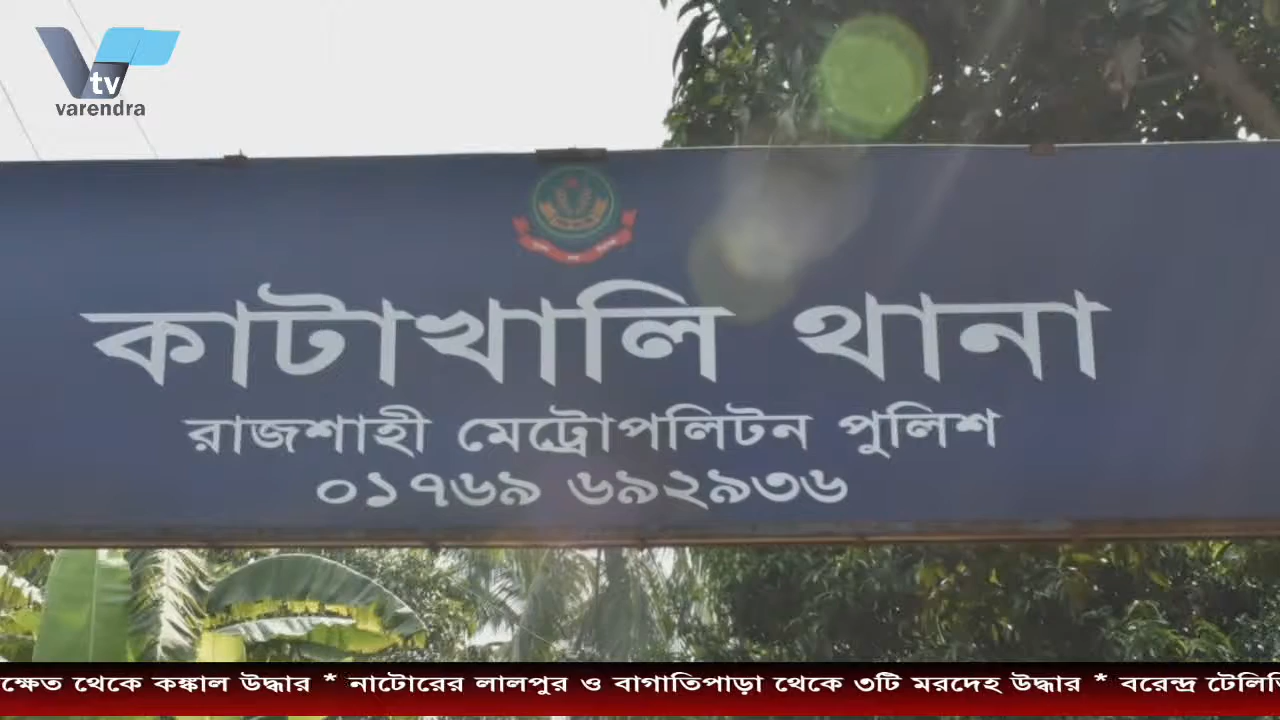 tv
varendra
কাটাখালি থানা
রাজশাহী মেট্রোপলিটন পুলিশ
০১৭৬৯ ৬৯২৯৩৬
ক্ষেত থেকে কঙ্কাল উদ্ধার * নাটোরের লালপুর ও বাগাতিপাড়া থেকে ৩টি মরদেহ উদ্ধার * বরেন্দ্র